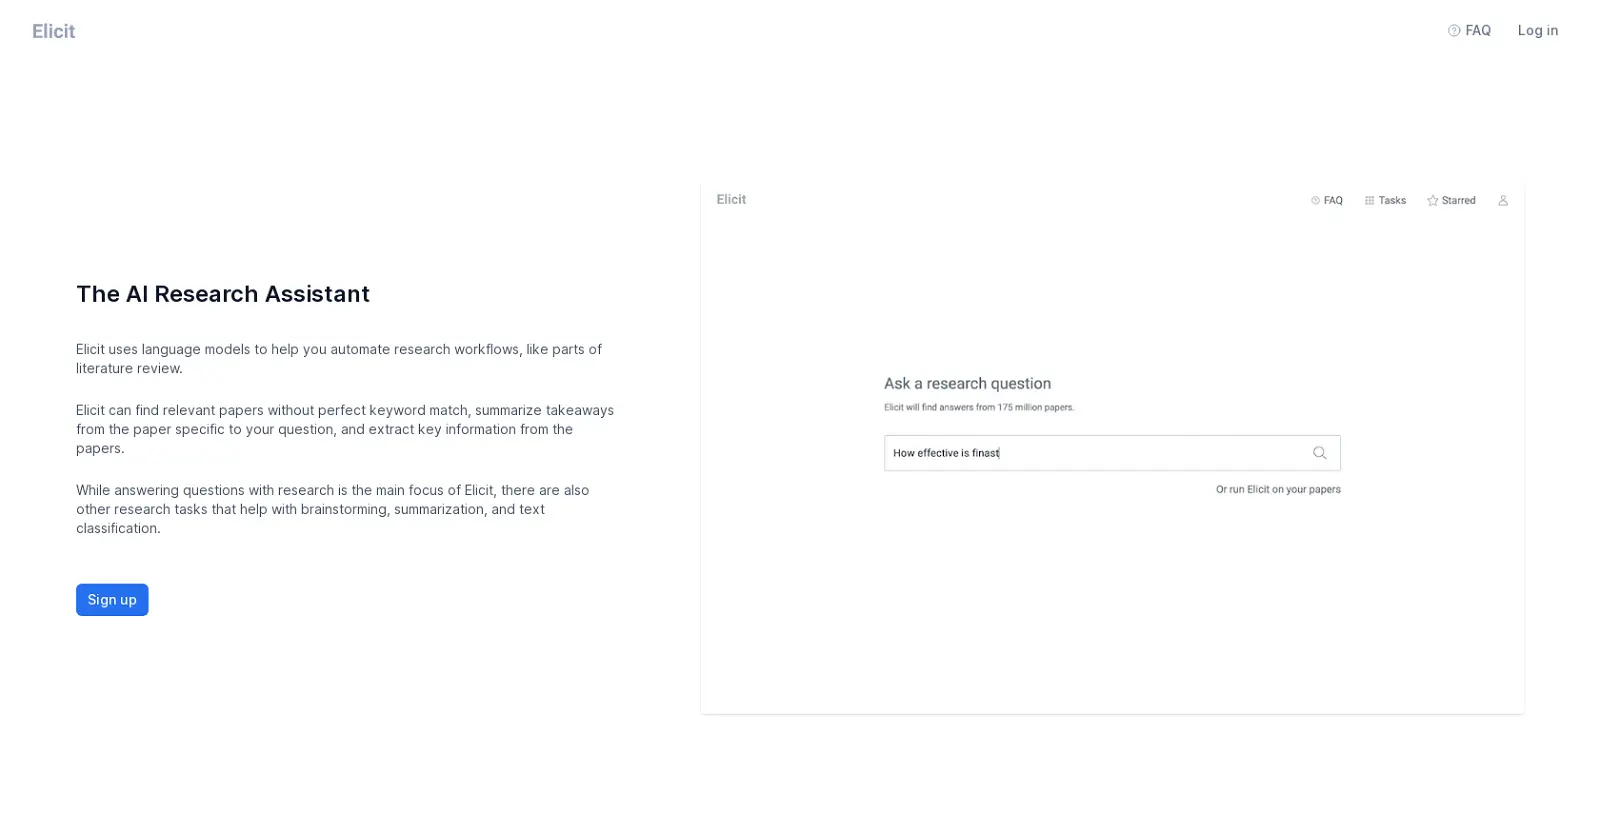 Elicit
FAQ
Log in
Elicit
FAQ
Tasks
Starred
The AI Research Assistant
Elicit uses language models to help you automate research workflows, like parts of
literature review.
Elicit can find relevant papers without perfect keyword match, summarize takeaways
from the paper specific to your question, and extract key information from the
papers.
While answering questions with research is the main focus of Elicit, there are also
other research tasks that help with brainstorming, summarization, and text
classification.
Sign up
Ask a research question
Elicit will find answers from 175 million papers.
How effective is finast
Or run Elicit on your papers